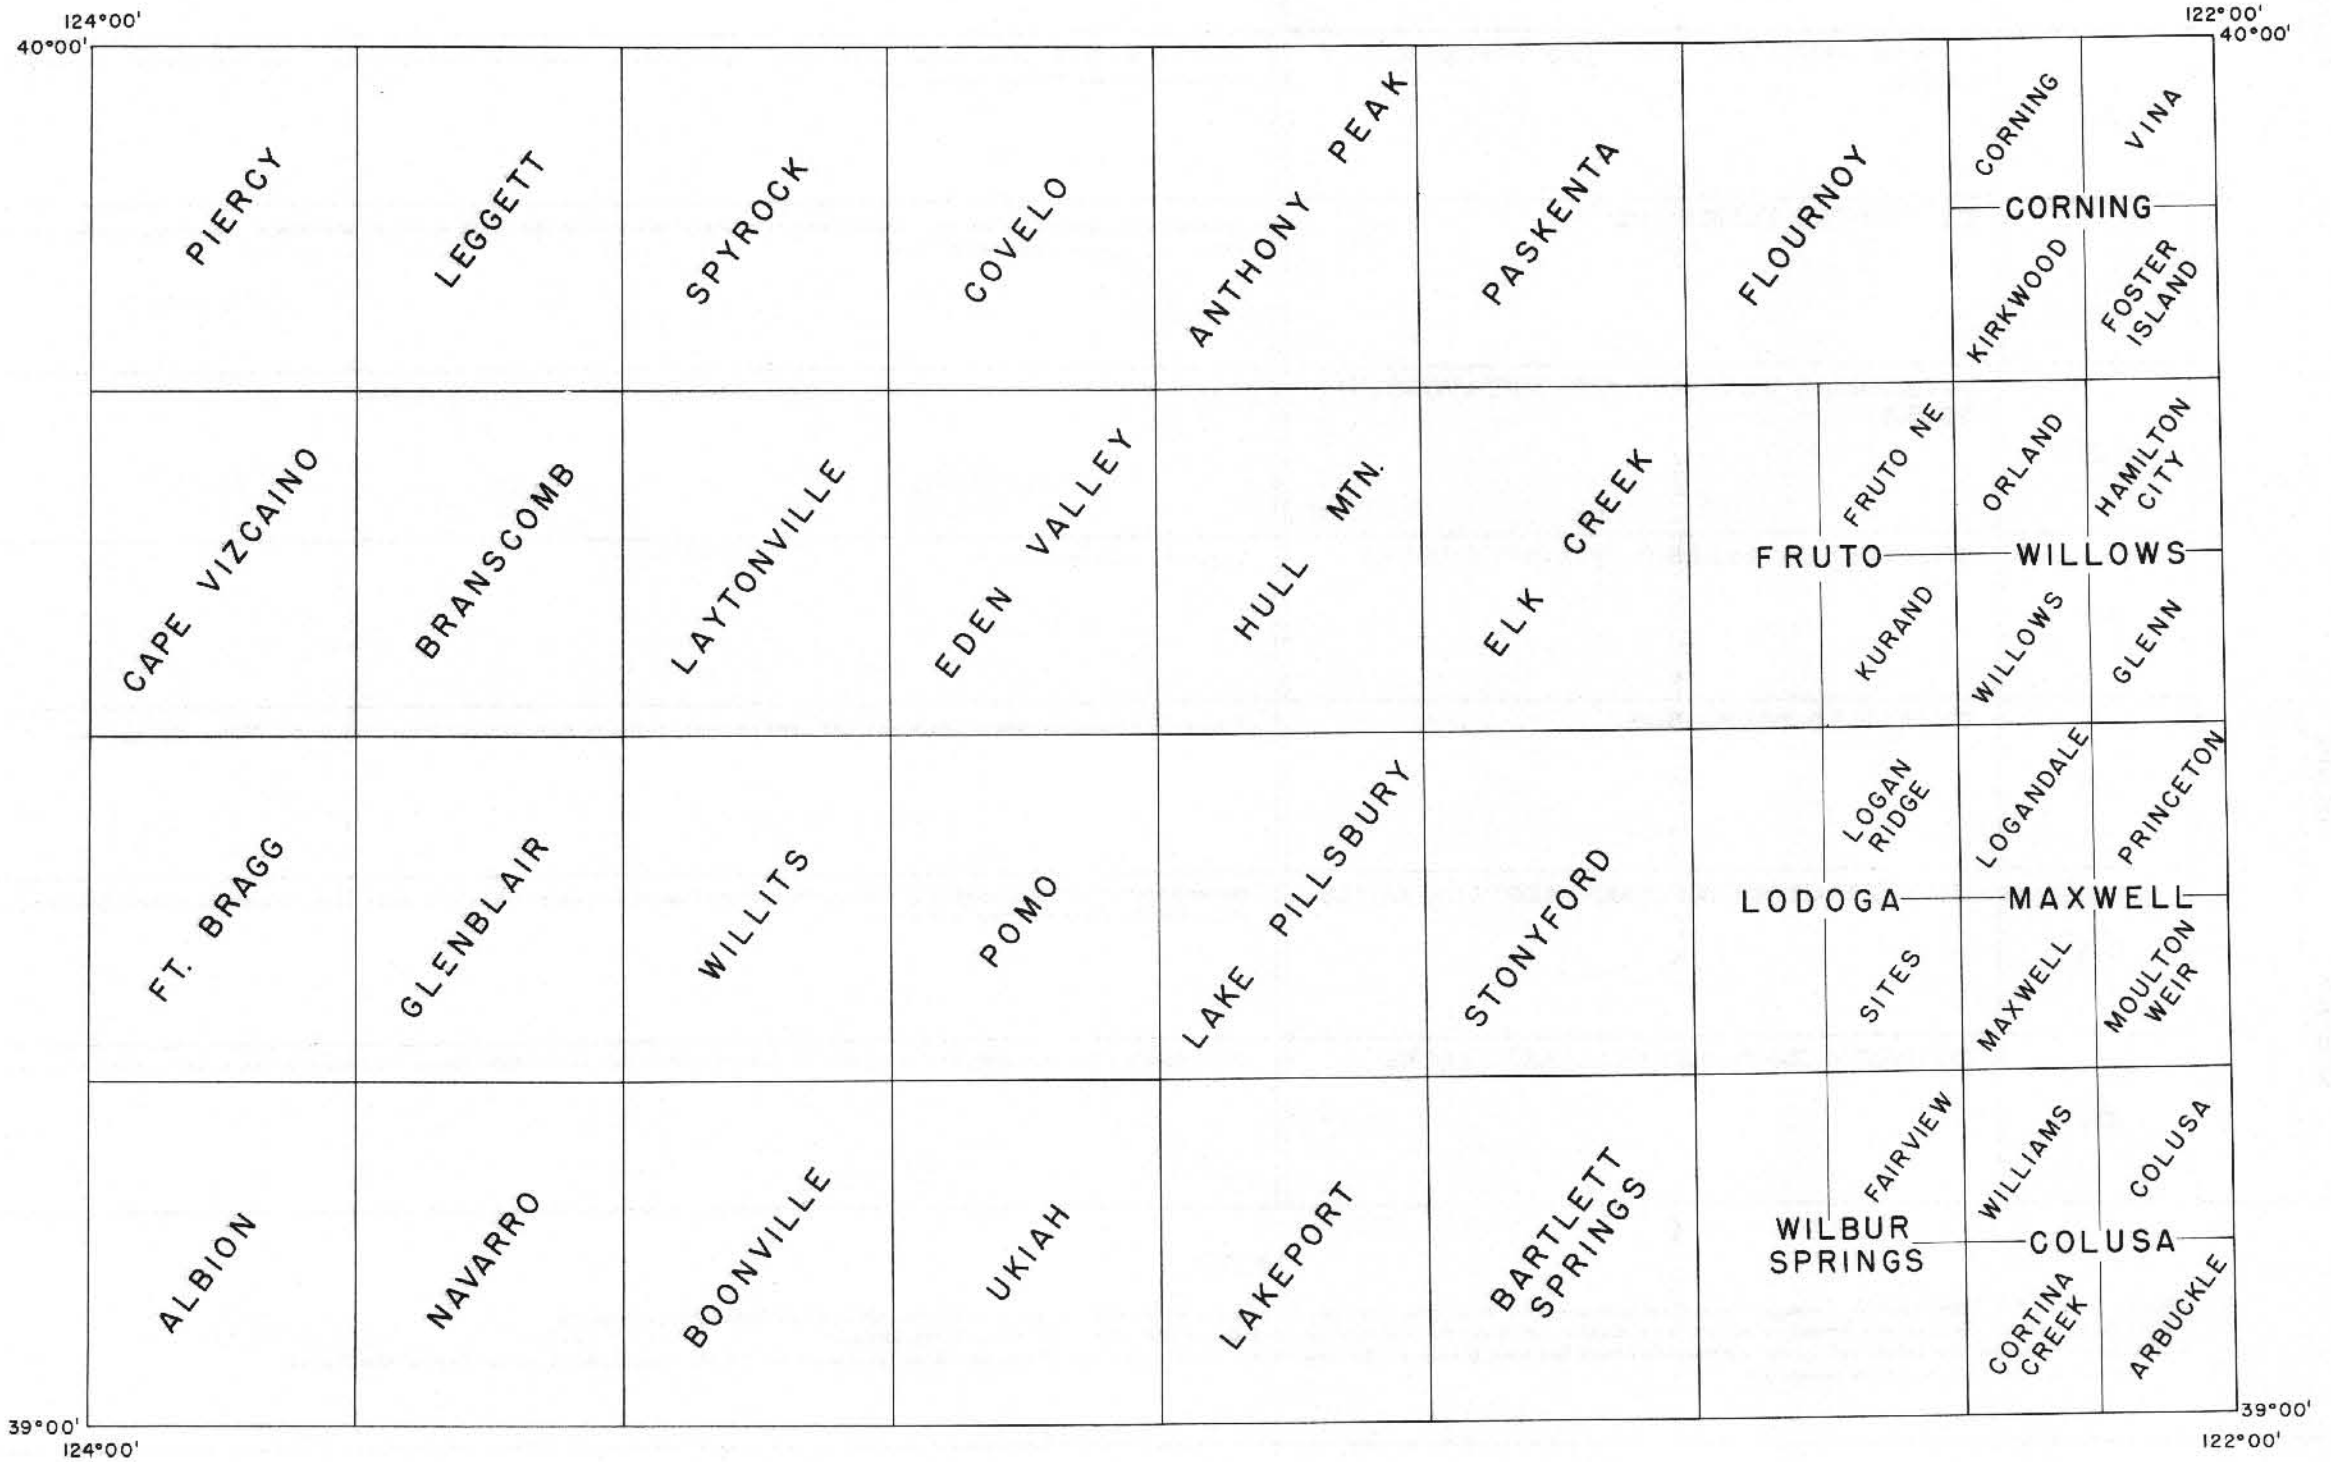 124°00'
122°00'
40°00'
40°00'
PIERCY
LEGGETT
SPYROCK
COVELO
ANTHONY PEAK
PASKENTA
FLOURNOY
CORNING
VINA
CORNING
KIRKWOOD
FOSTER
ISLAND
CAPE VIZCAINO
BRANSCOMB
LAYTONVILLE
EDEN VALLEY
HULL MTN.
ELK CREEK
FRUTO NE
ORLAND
HAMILTON
CITY
FRUTO
WILLOWS
KURAND
WILLOWS
GLENN
FT. BRAGG
GLENBLAIR
WILLITS
POMO
LAKE PILLSBURY
STONYFORD
LOGAN
RIDGE
LOGANDALE
PRINCETON
LODOGA
MAXWELL
SITES
MAXWELL
MOULTON
WEIR
ALBION
NAVARRO
BOONVILLE
UKIAH
LAKEPORT
BARTLETT
SPRINGS
FAIRVIEW
WILLIAMS
COLUSA
WILBUR
SPRINGS
COLUSA
CORTINA
CREEK
ARBUCKLE
39°00'
39°00'
124°00'
122°00'